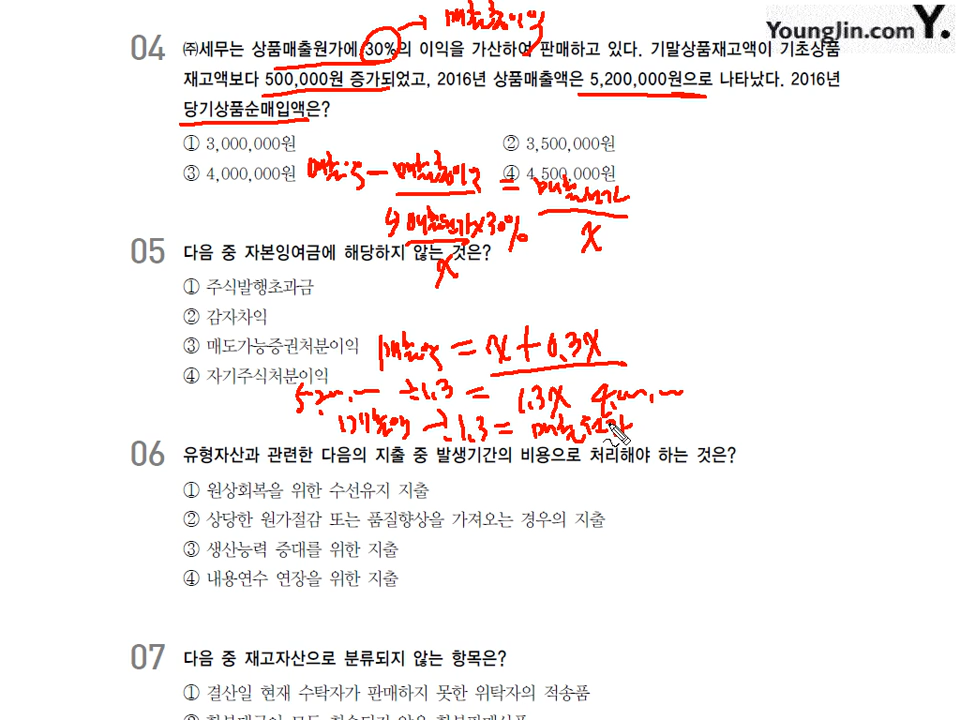 → 매출총이익
YoungJin.com Y.
04 ㈜세무는 상품매출원가에 30%의 이익을 가산하여 판매하고 있다. 기말상품재고액이 기초상품
재고액보다 500,000원 증가되었고, 2016년 상품매출액은 5,200,000원으로 나타났다. 2016년
당기상품순매입액은?
① 3,000,000원 ② 3,500,000원
③ 4,000,000원 ④ 4,500,000원
매출액 - 매출총이익 = 매출원가
매출원가 x 30% x
05 다음 중 자본잉여금에 해당하지 않는 것은?
x
① 주식발행초과금
② 감자차익
③ 매도가능증권처분이익
매출액 = x + 0.3x
④ 자기주식처분이익
÷ 1.3 = 1.3x
매출액 ÷ 1.3 = 매출원가
06 유형자산과 관련한 다음의 지출 중 발생기간의 비용으로 처리해야 하는 것은?
① 원상회복을 위한 수선유지 지출
② 상당한 원가절감 또는 품질향상을 가져오는 경우의 지출
③ 생산능력 증대를 위한 지출
④ 내용연수 연장을 위한 지출
07 다음 중 재고자산으로 분류되지 않는 항목은?
① 결산일 현재 수탁자가 판매하지 못한 위탁자의 적송품